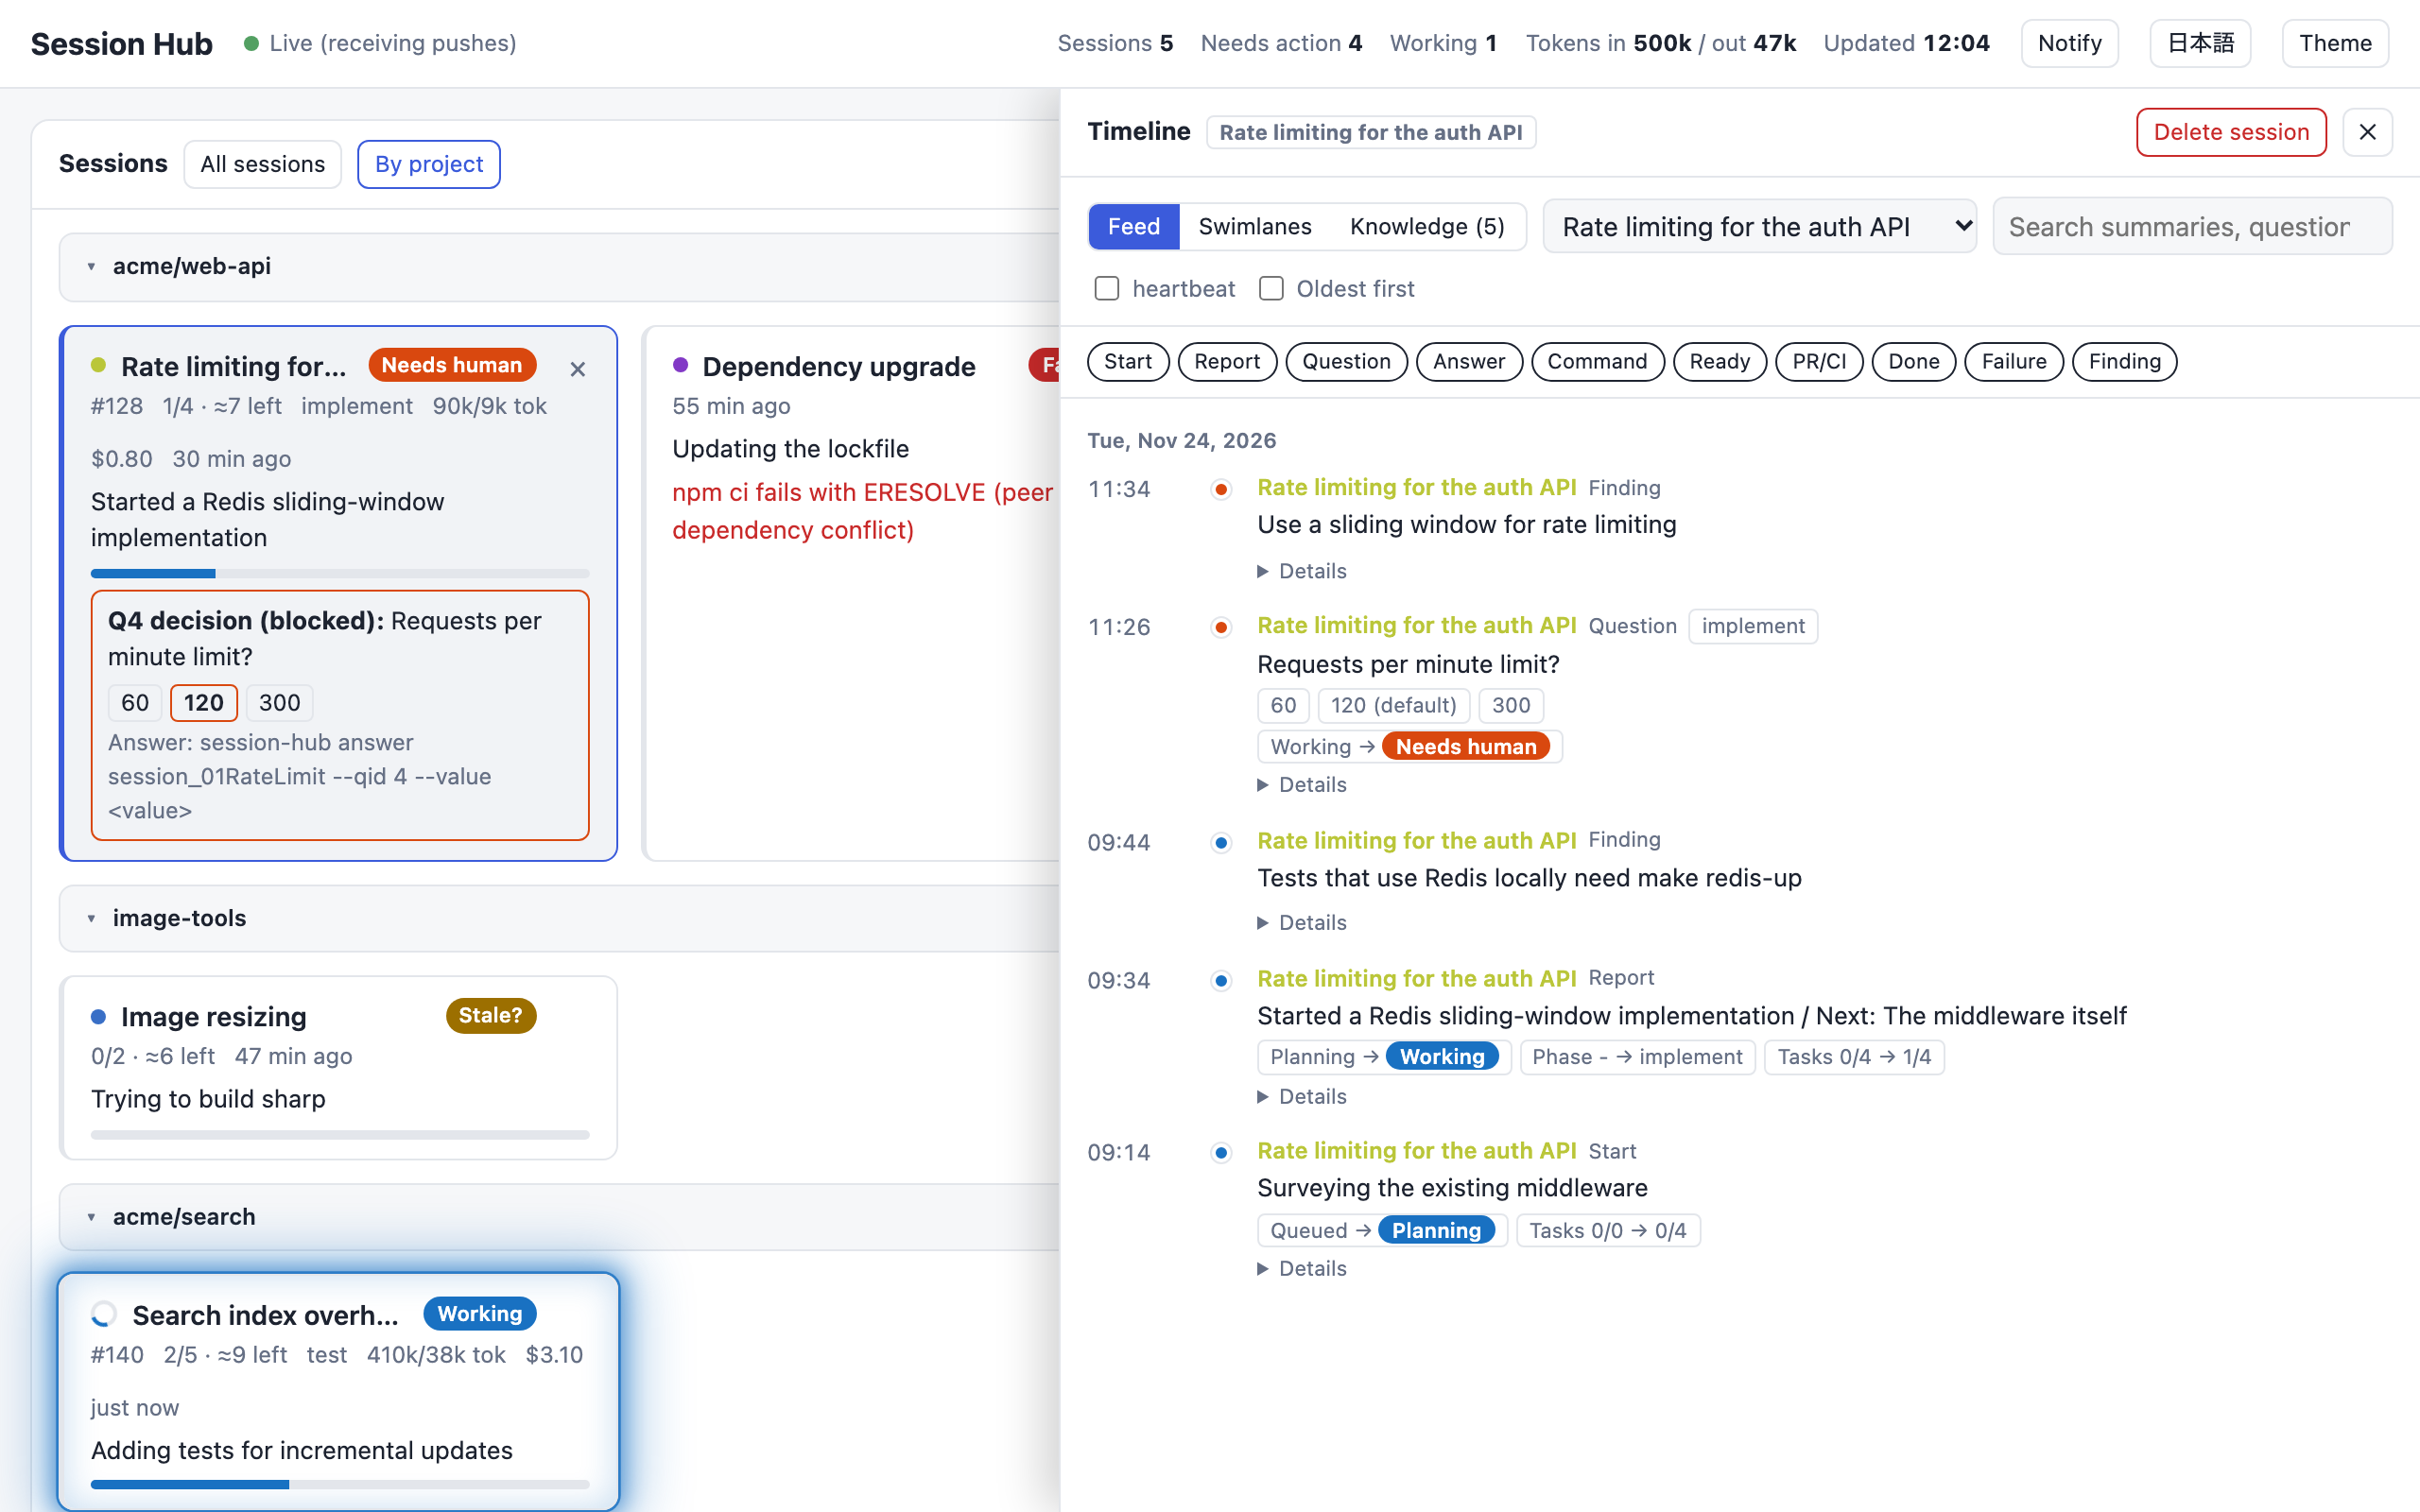 Session Hub
Live (receiving pushes)
Sessions 5 Needs action 4 Working 1 Tokens in 500k / out 47k Updated 12:04
Notify
日本語
Theme
Sessions
All sessions
By project
acme/web-api
Rate limiting for...
Needs human
×
#128 1/4 · ≈7 left implement 90k/9k tok
$0.80 30 min ago
Started a Redis sliding-window
implementation
Q4 decision (blocked): Requests per
minute limit?
60 120 300
Answer: session-hub answer
session_01RateLimit --qid 4 --value
<value>
Dependency upgrade
55 min ago
Updating the lockfile
npm ci fails with ERESOLVE (peer
dependency conflict)
image-tools
Image resizing
Stale?
0/2 · ≈6 left 47 min ago
Trying to build sharp
acme/search
Search index overh...
Working
#140 2/5 · ≈9 left test 410k/38k tok $3.10
just now
Adding tests for incremental updates
Timeline
Rate limiting for the auth API
Delete session
×
Feed Swimlanes Knowledge (5)
Rate limiting for the auth API
Search summaries, question
heartbeat Oldest first
Start Report Question Answer Command Ready PR/CI Done Failure Finding
Tue, Nov 24, 2026
11:34 Rate limiting for the auth API Finding
Use a sliding window for rate limiting
▶ Details
11:26 Rate limiting for the auth API Question implement
Requests per minute limit?
60 120 (default) 300
Working → Needs human
▶ Details
09:44 Rate limiting for the auth API Finding
Tests that use Redis locally need make redis-up
▶ Details
09:34 Rate limiting for the auth API Report
Started a Redis sliding-window implementation / Next: The middleware itself
Planning → Working Phase - → implement Tasks 0/4 → 1/4
▶ Details
09:14 Rate limiting for the auth API Start
Surveying the existing middleware
Queued → Planning Tasks 0/0 → 0/4
▶ Details